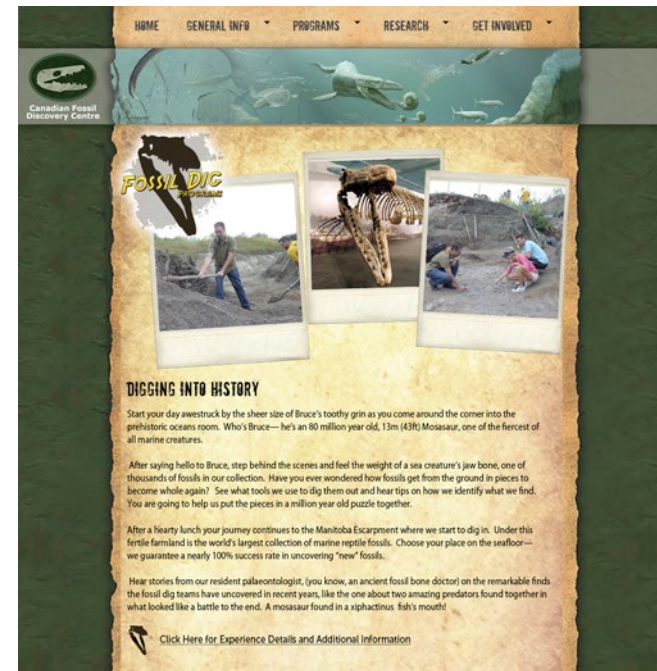 HOME GENERAL INFO PROGRAMS RESEARCH GET INVOLVED
Canadian Fossil
Discovery Centre
FOSSIL DIG
PROGRAMS
DIGGING INTO HISTORY
Start your day awestruck by the sheer size of Bruce's toothy grin as you come around the corner into the
prehistoric oceans room. Who's Bruce— he's an 80 million year old, 13m (43ft) Mosasaur, one of the fiercest of
all marine creatures.
After saying hello to Bruce, step behind the scenes and feel the weight of a sea creature's jaw bone, one of
thousands of fossils in our collection. Have you ever wondered how fossils get from the ground in pieces to
become whole again? See what tools we use to dig them out and hear tips on how we identify what we find.
You are going to help us put the pieces in a million year old puzzle together.
After a hearty lunch your journey continues to the Manitoba Escarpment where we start to dig in. Under this
fertile farmland is the world's largest collection of marine reptile fossils. Choose your place on the seafloor—
we guarantee a nearly 100% success rate in uncovering "new" fossils.
Hear stories from our resident palaeontologist, (you know, an ancient fossil bone doctor) on the remarkable finds
the fossil dig teams have uncovered in recent years, like the one about two amazing predators found together in
what looked like a battle to the end. A mosasaur found in a xiphactinus fish's mouth!
Click Here for Experience Details and Additional Information